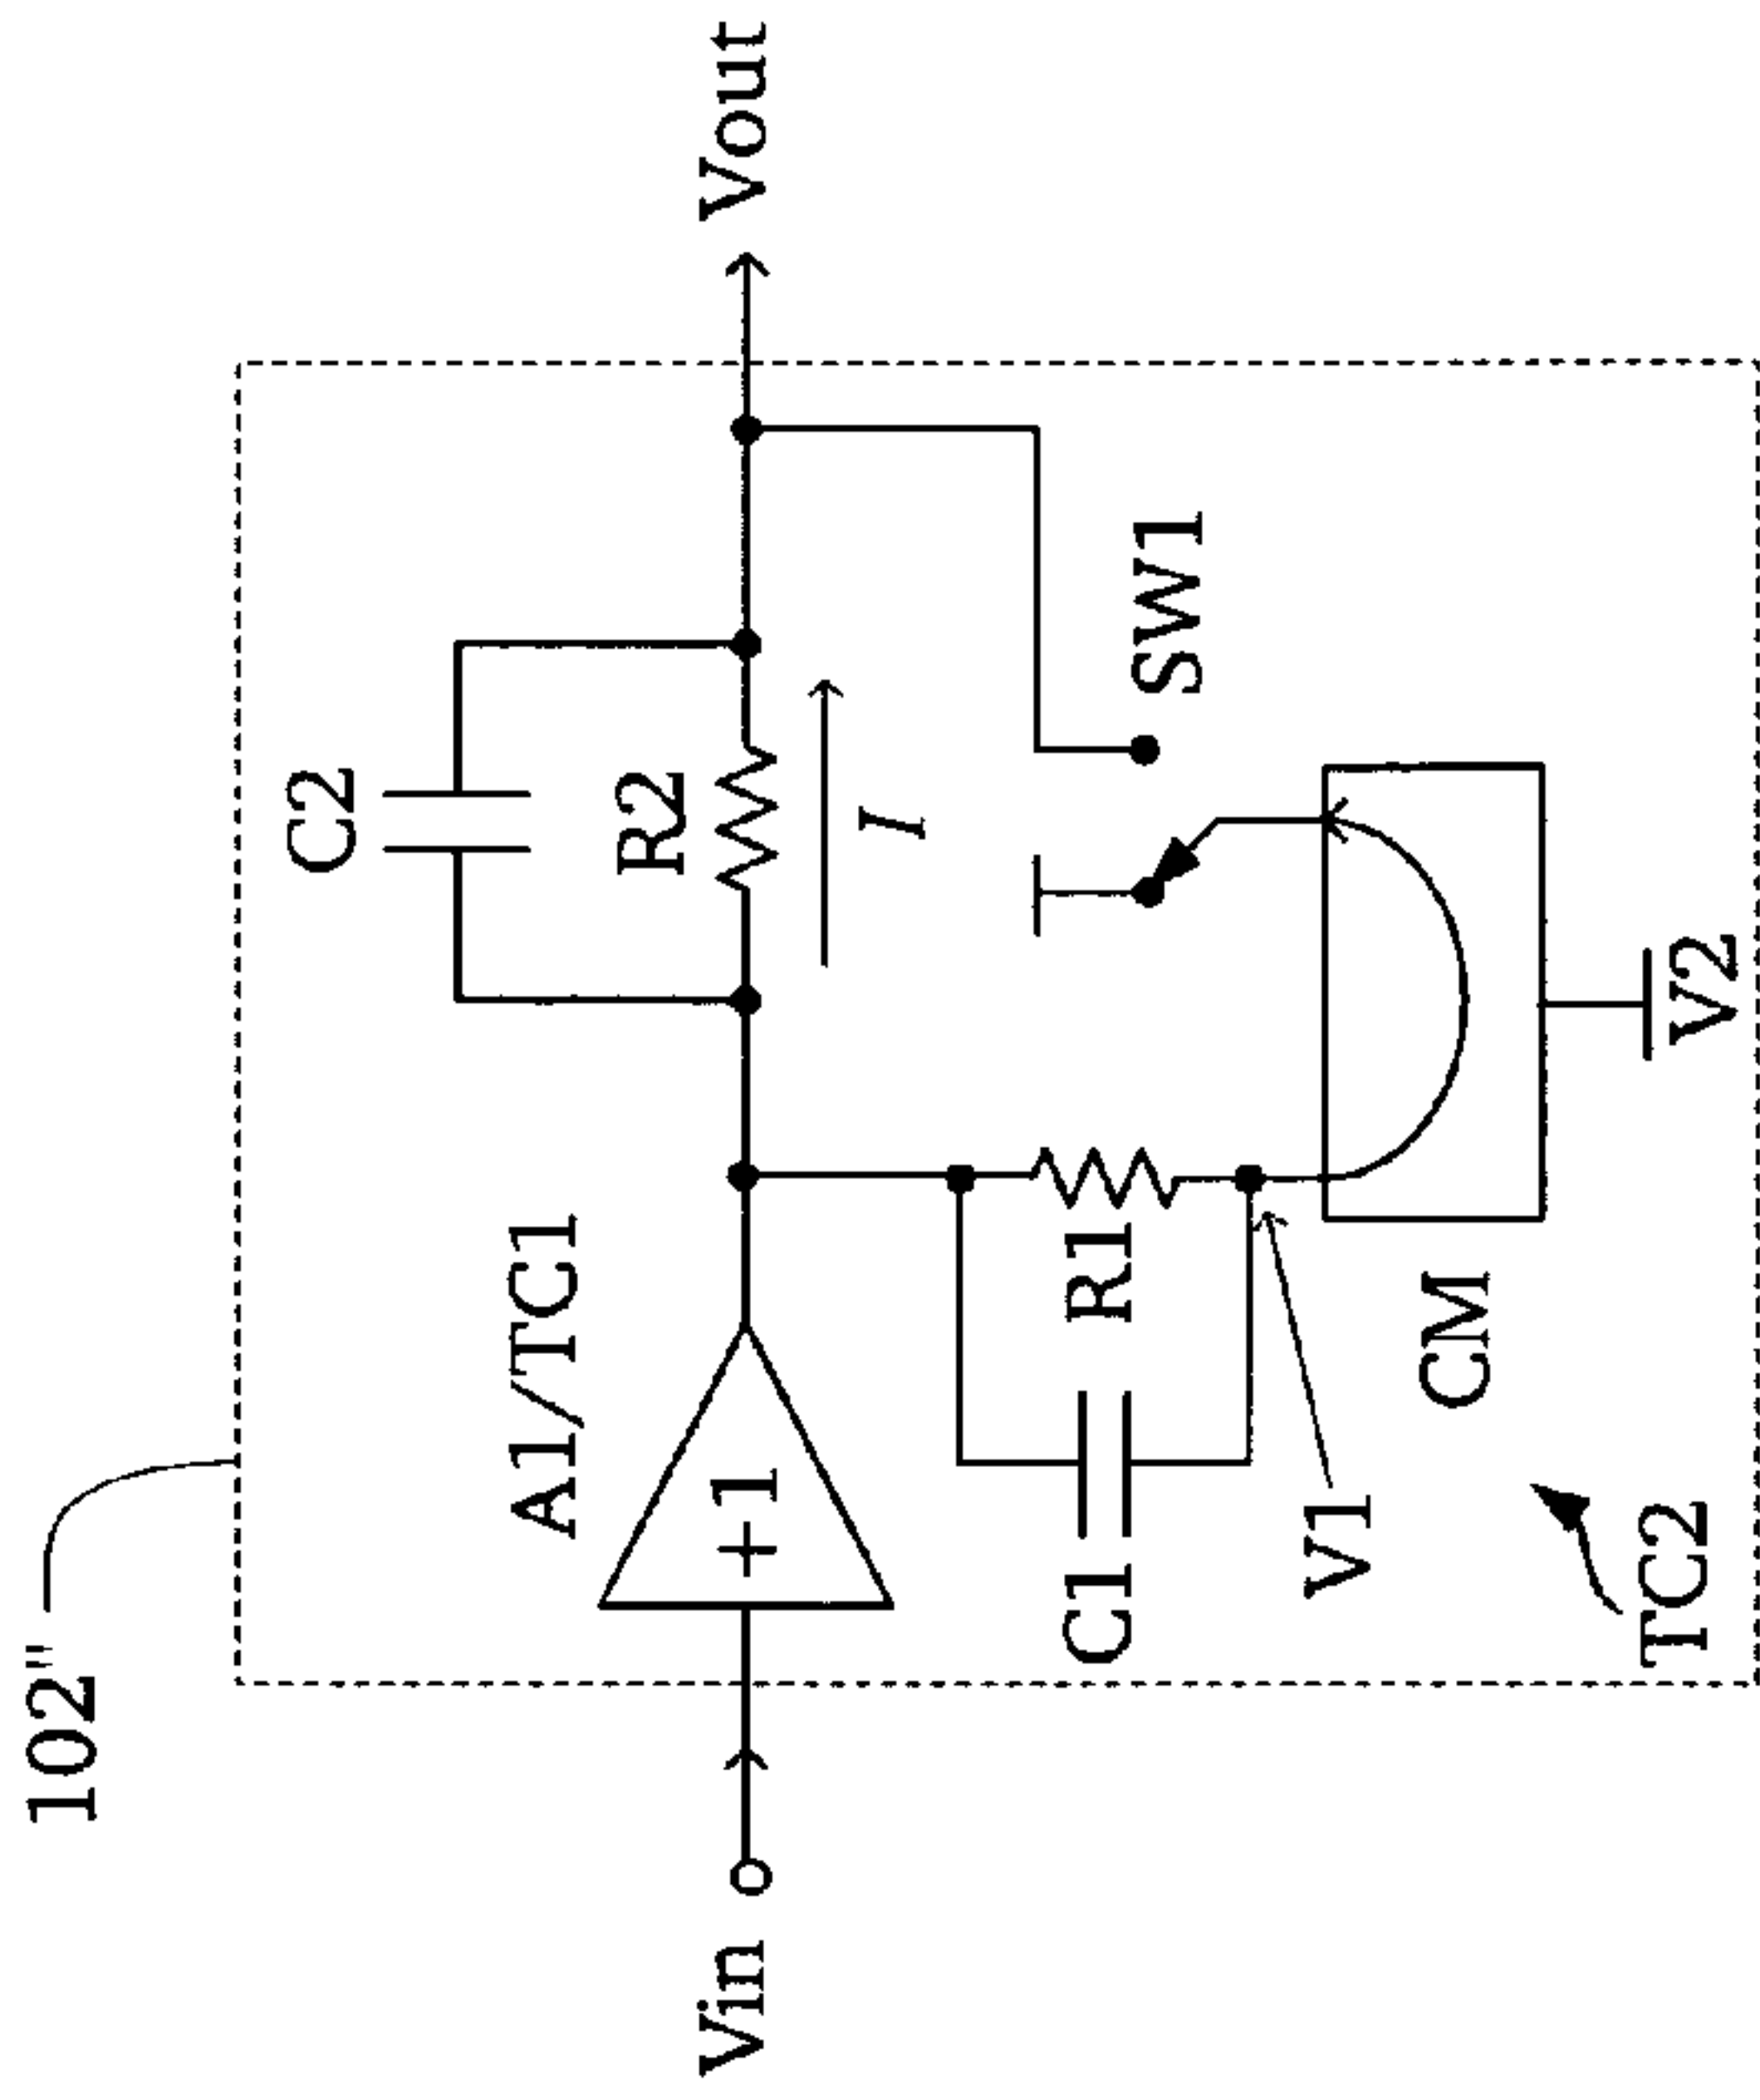 102"
C2
A1/TC1
R2
Vin
+1
Vout
I
C1
R1
SW1
V1
CM
TC2
V2